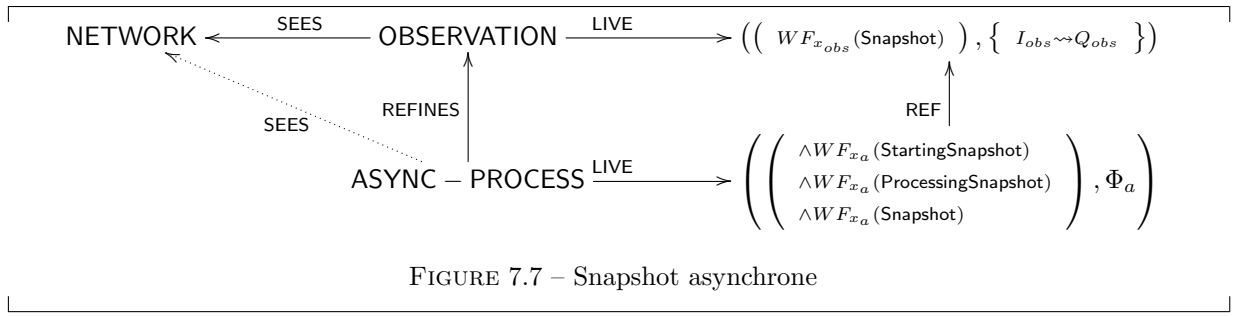 NETWORK SEES OBSERVATION LIVE ( ( WF_{x_{obs}}(Snapshot) ) , { I_{obs}⇝Q_{obs} } )
SEES REFINES REF
ASYNC – PROCESS LIVE ( ( ∧WF_{x_a}(StartingSnapshot)
∧WF_{x_a}(ProcessingSnapshot)
∧WF_{x_a}(Snapshot) ) , Φ_a )
FIGURE 7.7 – Snapshot asynchrone